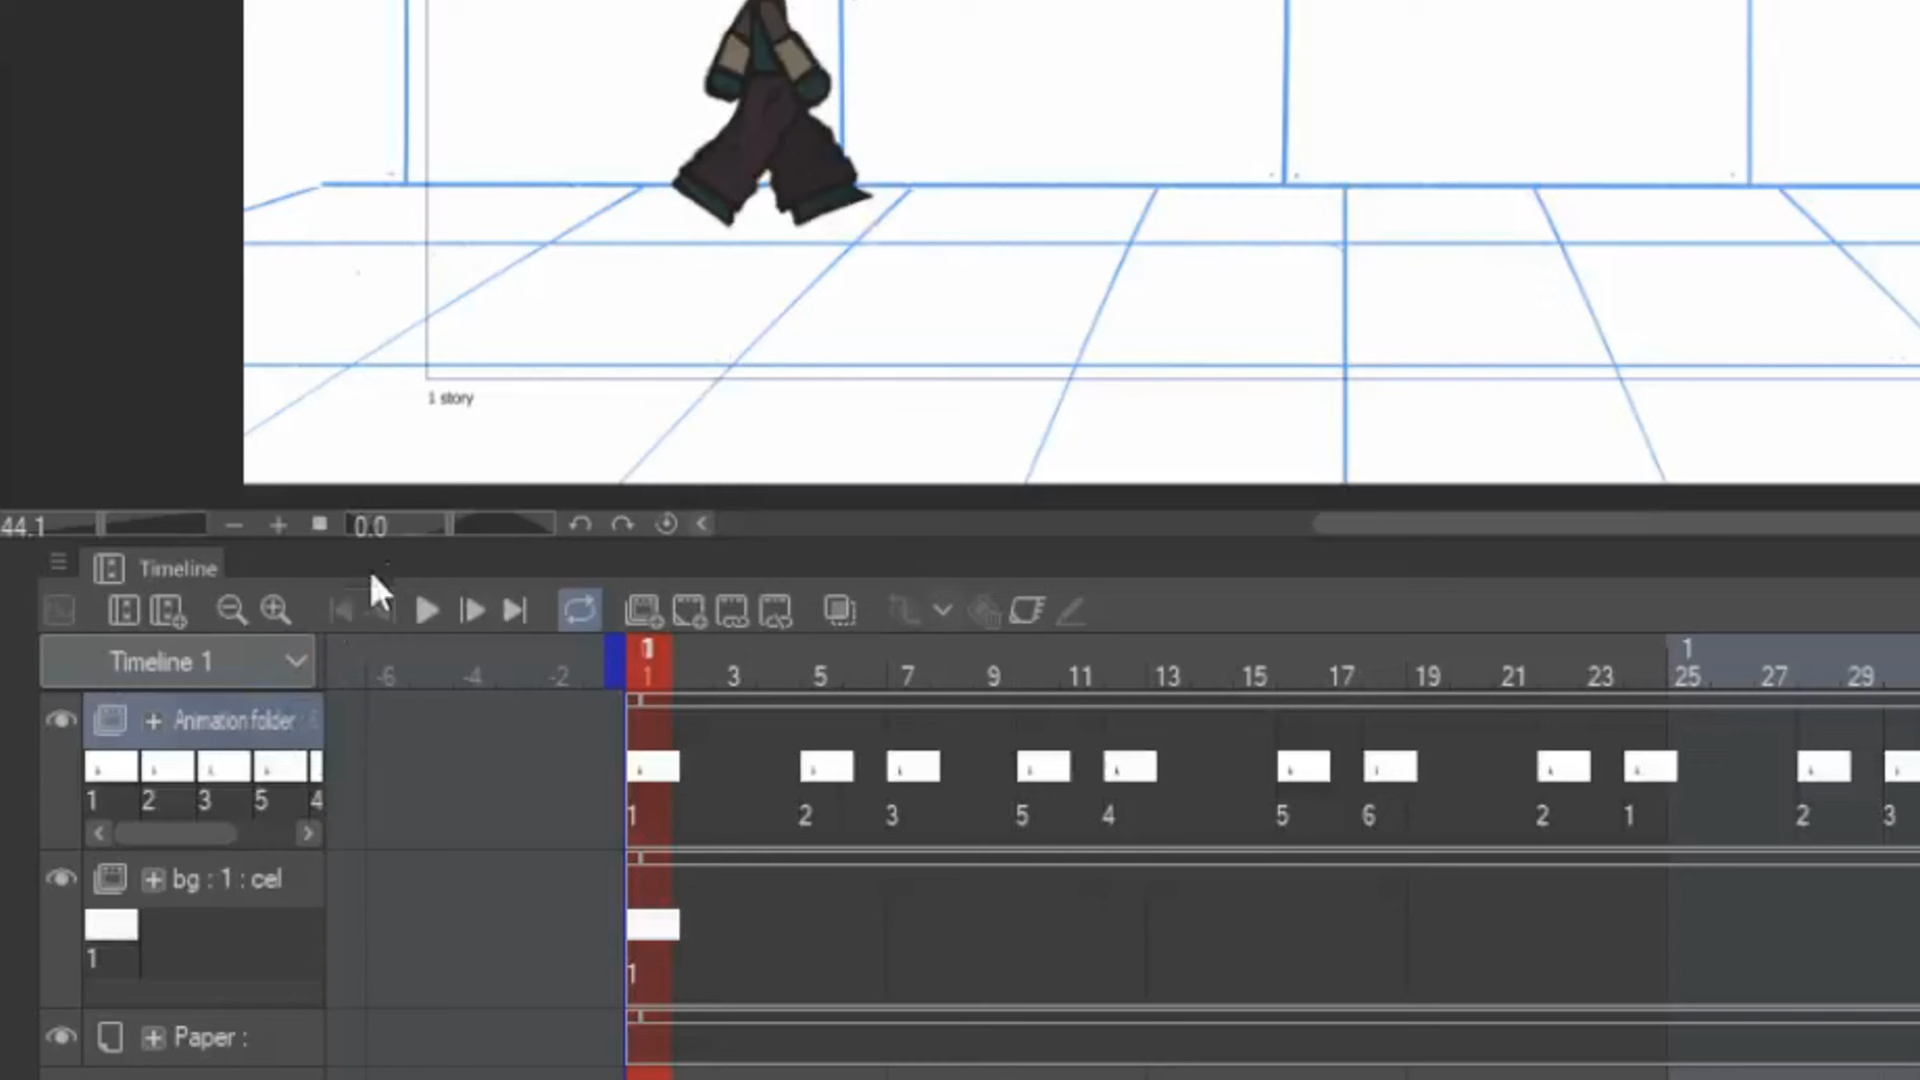 1 story
44.1 0.0
Timeline
Timeline 1
-6 -4 -2 1 3 5 7 9 11 13 15 17 19 21 23 25 27 29
1 1
Animation folder :
1 2 3 5 4
1 2 3 5 4 5 6 2 1 2 3
bg : 1 : cel
1
1
Paper :